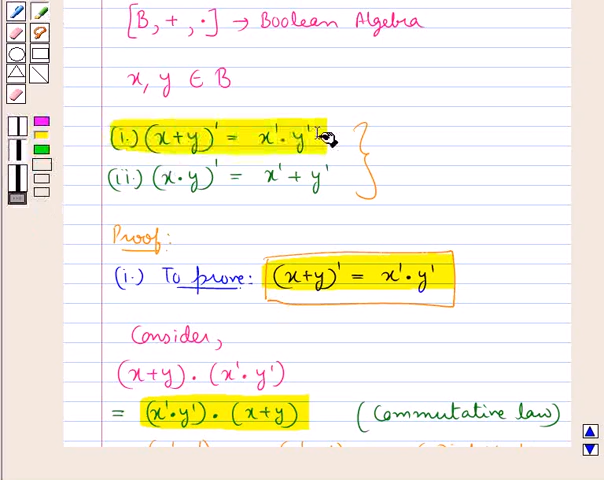 [B, +, ·] → Boolean Algebra
x, y ∈ B
(i.) (x+y)' = x'· y'
(ii.) (x·y)' = x' + y'
Proof:
(i.) To prove: (x+y)' = x'· y'
Consider,
(x+y) · (x'· y')
= (x'· y') · (x+y) (Commutative law)